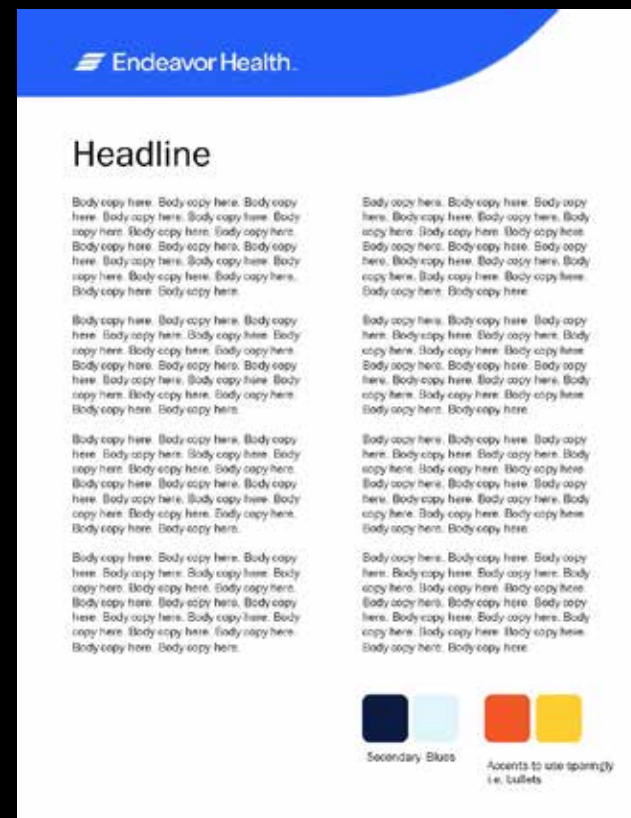 Endeavor Health
Headline
Body copy here. Body copy here. Body copy
here. Body copy here. Body copy here. Body
copy here. Body copy here. Body copy here.
Body copy here. Body copy here. Body copy
here. Body copy here. Body copy here. Body
copy here. Body copy here. Body copy here.
Body copy here. Body copy here.
Body copy here. Body copy here. Body copy
here. Body copy here. Body copy here. Body
copy here. Body copy here. Body copy here.
Body copy here. Body copy here. Body copy
here. Body copy here. Body copy here. Body
copy here. Body copy here. Body copy here.
Body copy here. Body copy here.
Body copy here. Body copy here. Body copy
here. Body copy here. Body copy here. Body
copy here. Body copy here. Body copy here.
Body copy here. Body copy here. Body copy
here. Body copy here. Body copy here. Body
copy here. Body copy here. Body copy here.
Body copy here. Body copy here.
Body copy here. Body copy here. Body copy
here. Body copy here. Body copy here. Body
copy here. Body copy here. Body copy here.
Body copy here. Body copy here. Body copy
here. Body copy here. Body copy here. Body
copy here. Body copy here. Body copy here.
Body copy here. Body copy here.
Body copy here. Body copy here. Body copy
here. Body copy here. Body copy here. Body
copy here. Body copy here. Body copy here.
Body copy here. Body copy here. Body copy
here. Body copy here. Body copy here. Body
copy here. Body copy here. Body copy here.
Body copy here. Body copy here.
Body copy here. Body copy here. Body copy
here. Body copy here. Body copy here. Body
copy here. Body copy here. Body copy here.
Body copy here. Body copy here. Body copy
here. Body copy here. Body copy here. Body
copy here. Body copy here. Body copy here.
Body copy here. Body copy here.
Body copy here. Body copy here. Body copy
here. Body copy here. Body copy here. Body
copy here. Body copy here. Body copy here.
Body copy here. Body copy here. Body copy
here. Body copy here. Body copy here. Body
copy here. Body copy here. Body copy here.
Body copy here. Body copy here.
Body copy here. Body copy here. Body copy
here. Body copy here. Body copy here. Body
copy here. Body copy here. Body copy here.
Body copy here. Body copy here. Body copy
here. Body copy here. Body copy here. Body
copy here. Body copy here. Body copy here.
Body copy here. Body copy here.
Secondary Blues
Accents to use sparingly
i.e. bullets